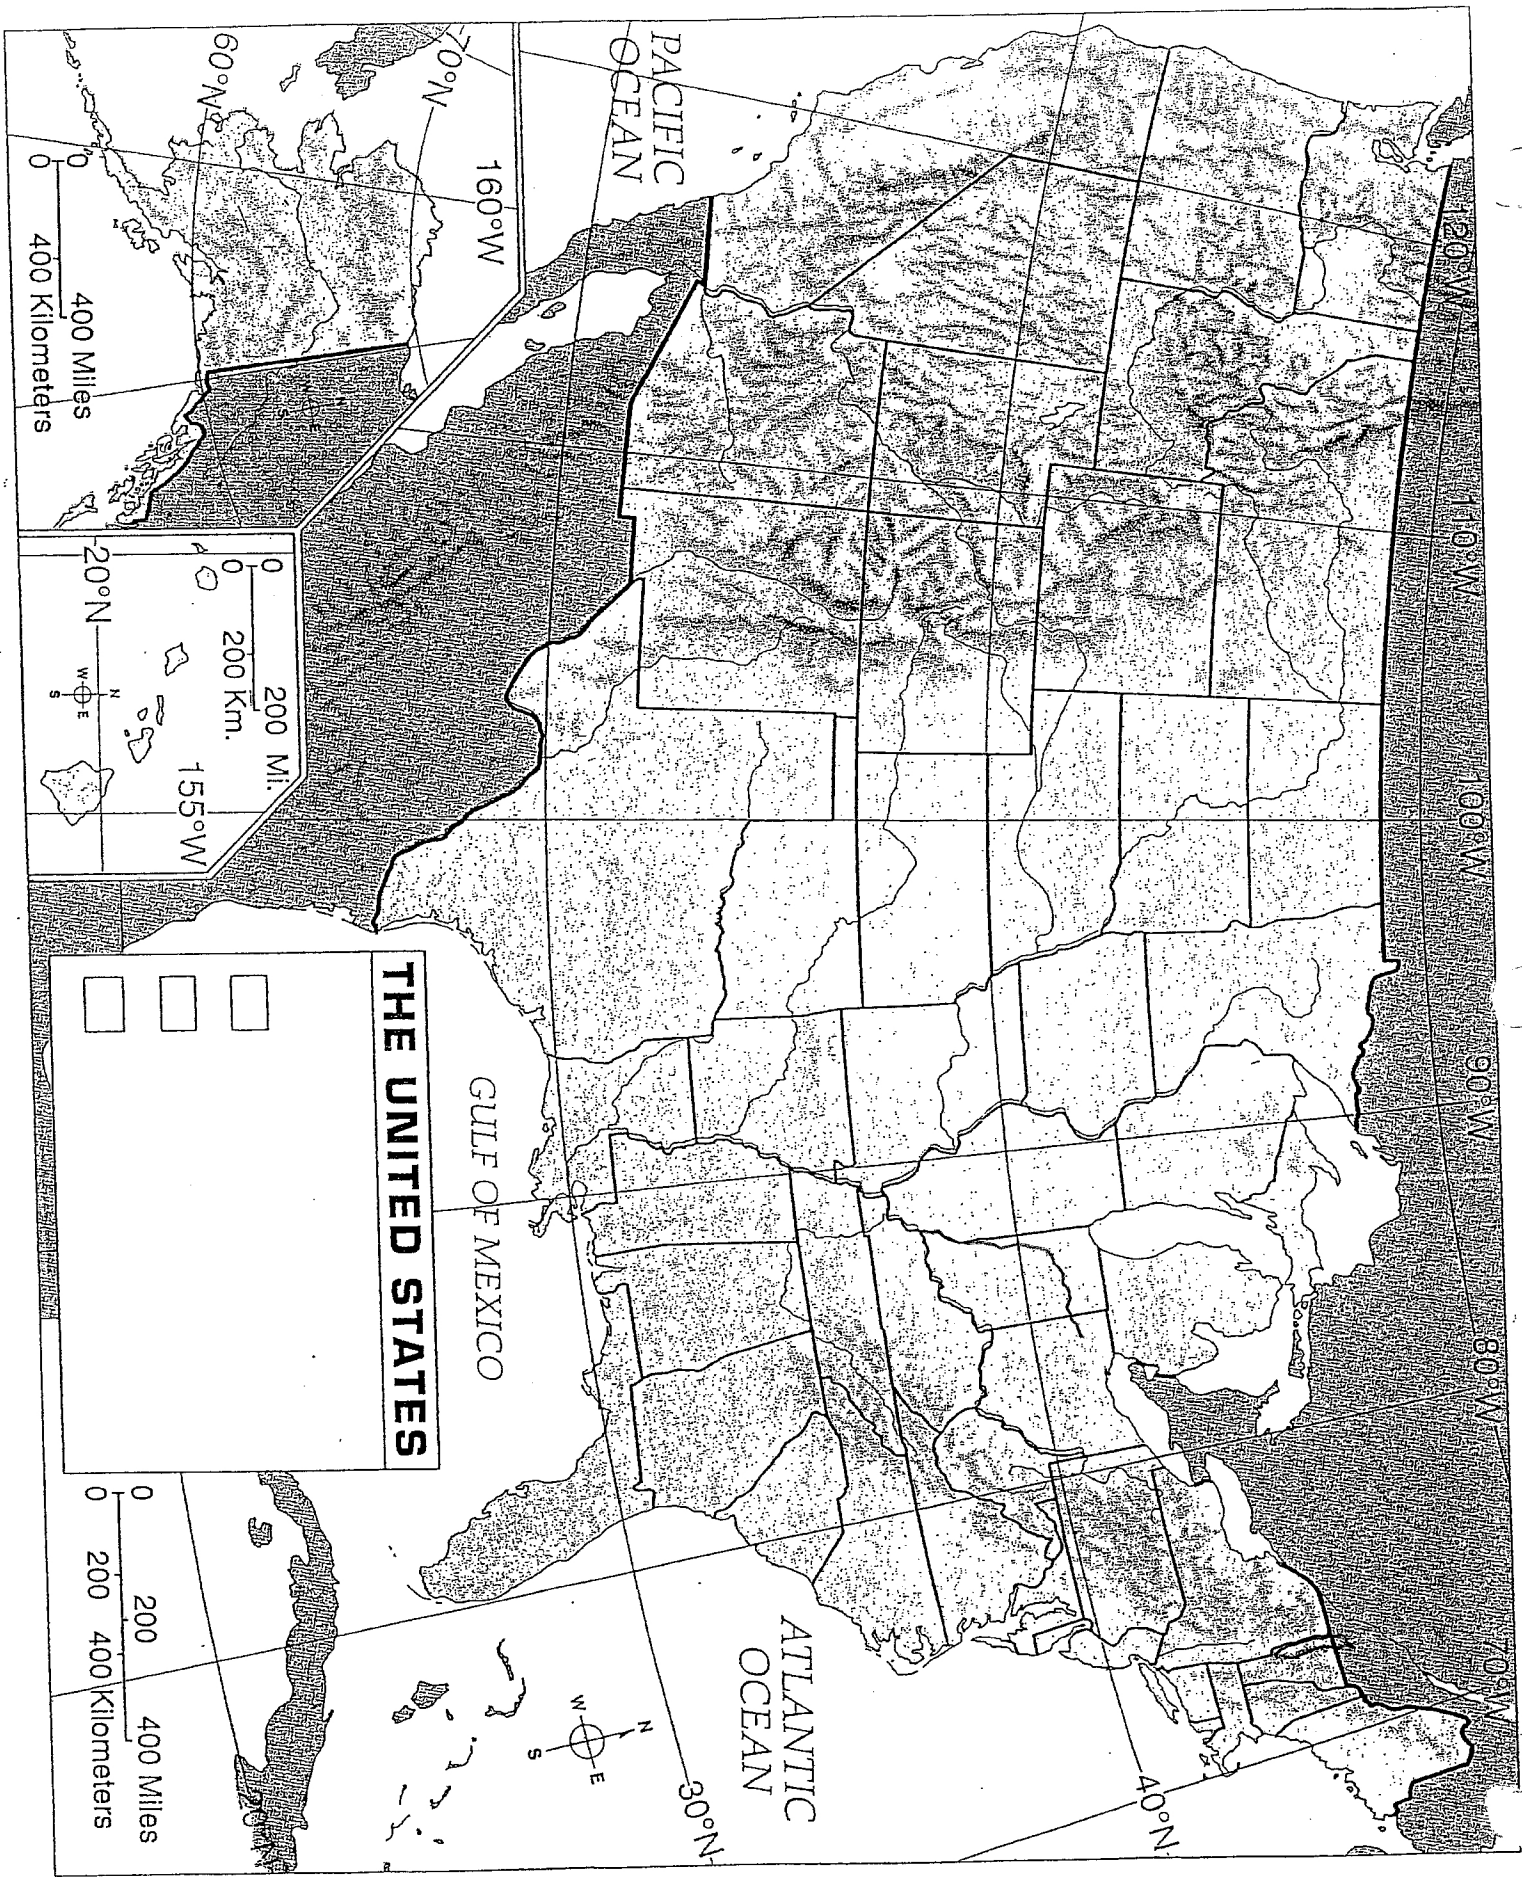 120°W
110°W
100°W
90°W
80°W
70°W
PACIFIC
OCEAN
160°W
70°N
60°N
0 400 Miles
0 400 Kilometers
N
E
S
0 200 Mi.
0 200 Km.
20°N
155°W
N
W E
S
THE UNITED STATES
GULF OF MEXICO
ATLANTIC
OCEAN
40°N
30°N
N
W E
S
0 200 400 Miles
0 200 400 Kilometers